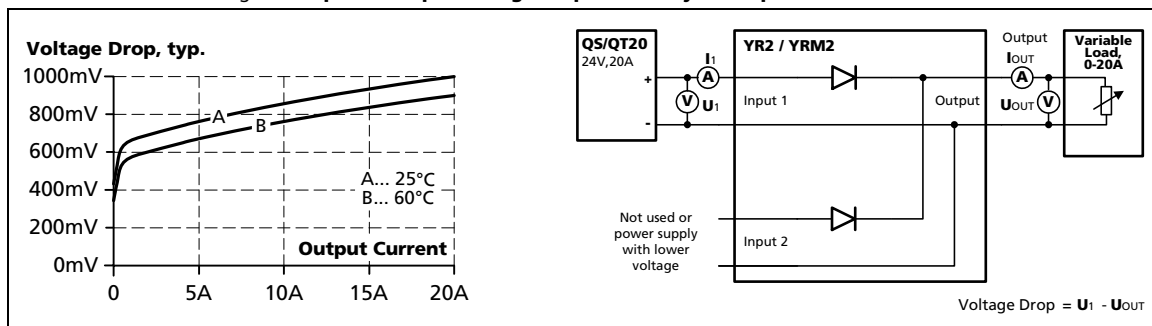 Voltage Drop, typ.
1000mV
800mV
600mV
400mV
200mV
0mV
A
B
A... 25°C
B... 60°C
Output Current
0
5A
10A
15A
20A
QS/QT20
24V,20A
+
-
I1
A
V
U1
YR2 / YRM2
Input 1
Output
Input 2
Not used or
power supply
with lower
voltage
Output
IOUT
A
UOUT
V
Variable
Load,
0-20A
Voltage Drop = U1 - UOUT